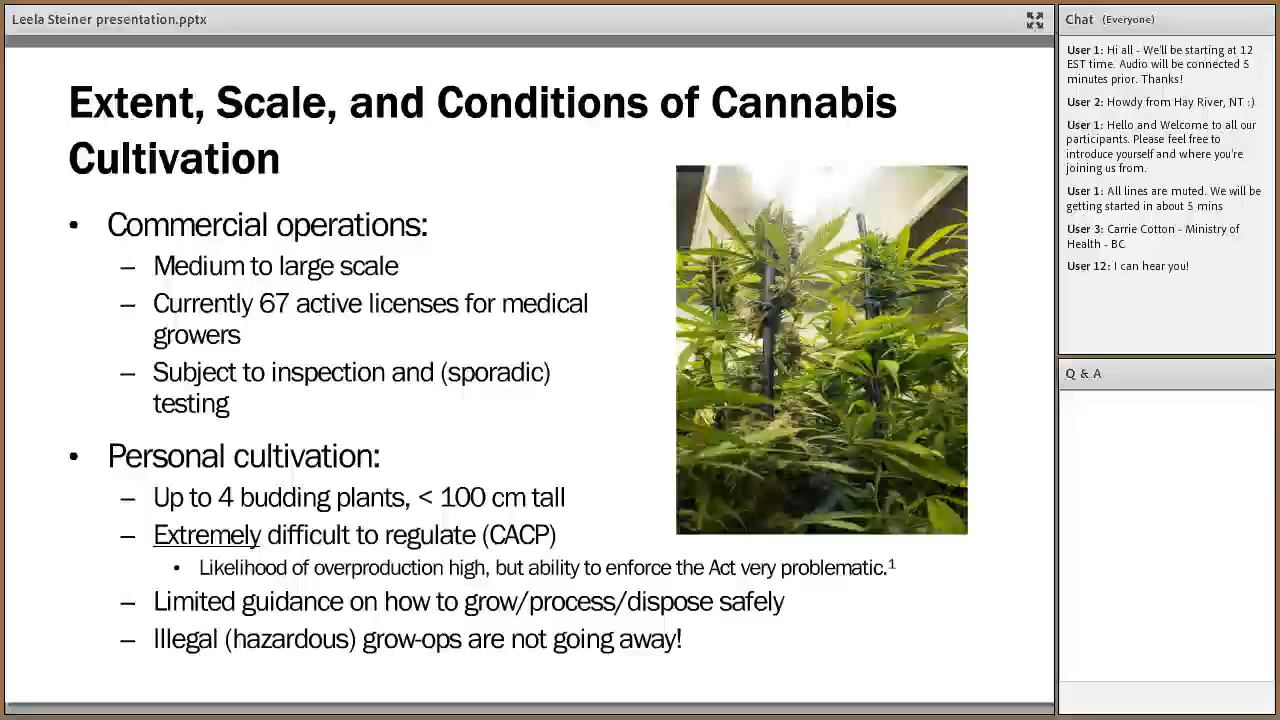 Leela Steiner presentation.pptx
Extent, Scale, and Conditions of Cannabis
Cultivation
• Commercial operations:
– Medium to large scale
– Currently 67 active licenses for medical
growers
– Subject to inspection and (sporadic)
testing
• Personal cultivation:
– Up to 4 budding plants, < 100 cm tall
– Extremely difficult to regulate (CACP)
• Likelihood of overproduction high, but ability to enforce the Act very problematic.¹
– Limited guidance on how to grow/process/dispose safely
– Illegal (hazardous) grow-ops are not going away!
Chat (Everyone)
User 1: Hi all - We'll be starting at 12
EST time. Audio will be connected 5
minutes prior. Thanks!
User 2: Howdy from Hay River, NT :)
User 1: Hello and Welcome to all our
participants. Please feel free to
introduce yourself and where you're
joining us from.
User 1: All lines are muted. We will be
getting started in about 5 mins
User 3: Carrie Cotton - Ministry of
Health - BC
User 12: I can hear you!
Q & A